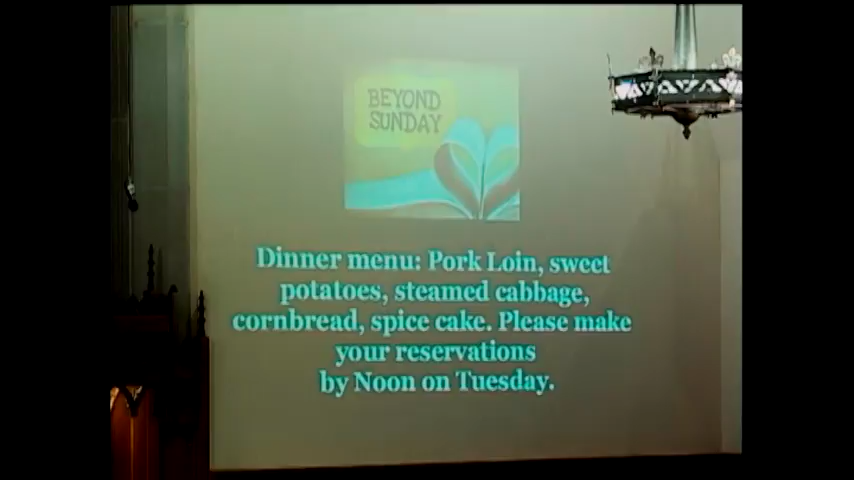 BEYOND
SUNDAY
Dinner menu: Pork Loin, sweet
potatoes, steamed cabbage,
cornbread, spice cake. Please make
your reservations
by Noon on Tuesday.